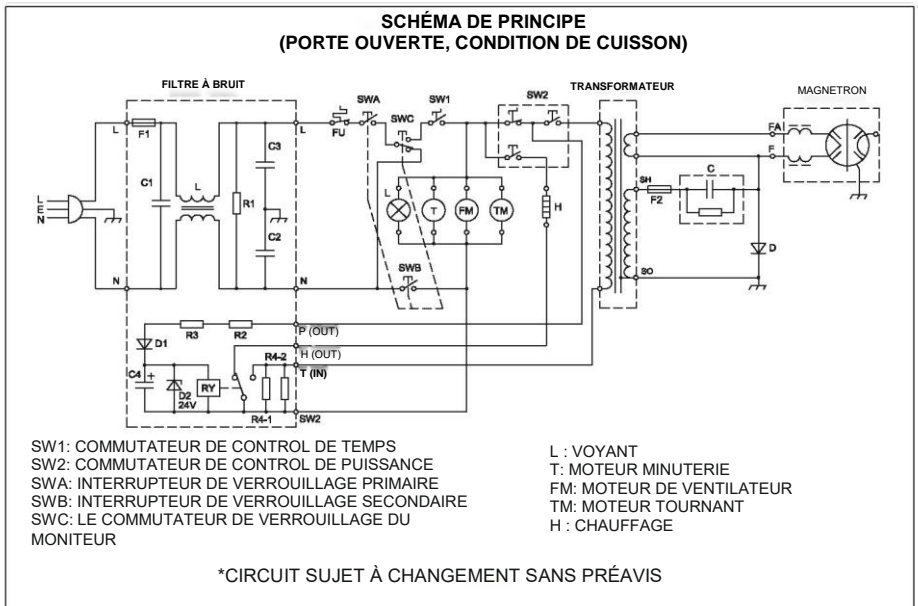 SCHÉMA DE PRINCIPE
(PORTE OUVERTE, CONDITION DE CUISSON)
FILTRE À BRUIT
TRANSFORMATEUR
MAGNETRON
SWA
SWC
SW1
SW2
L
F1
L
FU
FA
F
C3
C1
L
R1
C2
L
T
FM
TM
H
SH
F2
C
D
SO
L
E
N
N
N
SWB
R3
R2
P (OUT)
D1
H (OUT)
R4-2
T (IN)
C4
+
D2
24V
RY
R4-1
SW2
SW1: COMMUTATEUR DE CONTROL DE TEMPS
SW2: COMMUTATEUR DE CONTROL DE PUISSANCE
SWA: INTERRUPTEUR DE VERROUILLAGE PRIMAIRE
SWB: INTERRUPTEUR DE VERROUILLAGE SECONDAIRE
SWC: LE COMMUTATEUR DE VERROUILLAGE DU
MONITEUR
L : VOYANT
T: MOTEUR MINUTERIE
FM: MOTEUR DE VENTILATEUR
TM: MOTEUR TOURNANT
H : CHAUFFAGE
*CIRCUIT SUJET À CHANGEMENT SANS PRÉAVIS